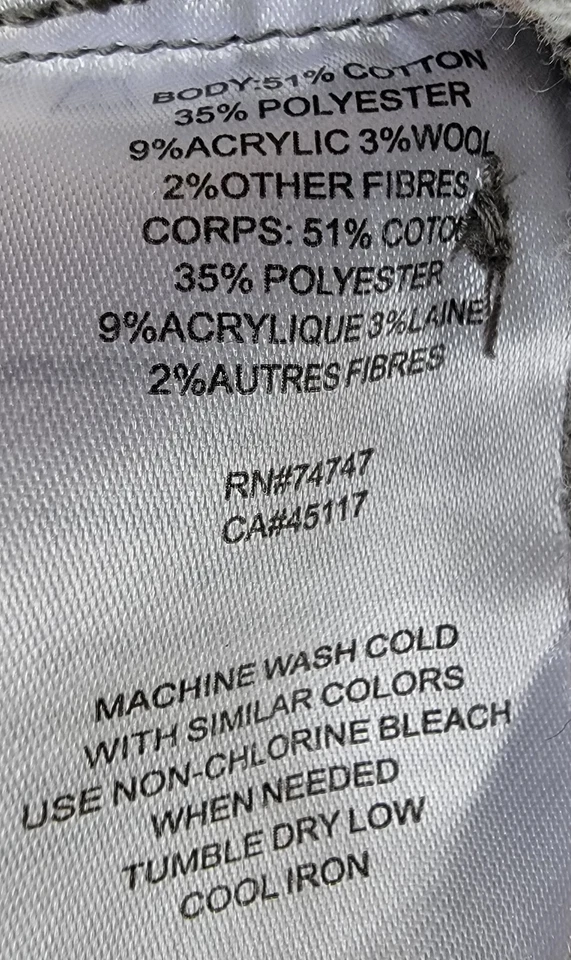 BODY:51% COTTON
35% POLYESTER
9%ACRYLIC 3%WOOL
2%OTHER FIBRES
CORPS: 51% COTO
35% POLYESTER
9%ACRYLIQUE 3%LAINE
2%AUTRES FIBRES
RN#74747
CA#45117
MACHINE WASH COLD
WITH SIMILAR COLORS
USE NON-CHLORINE BLEACH
WHEN NEEDED
TUMBLE DRY LOW
COOL IRON